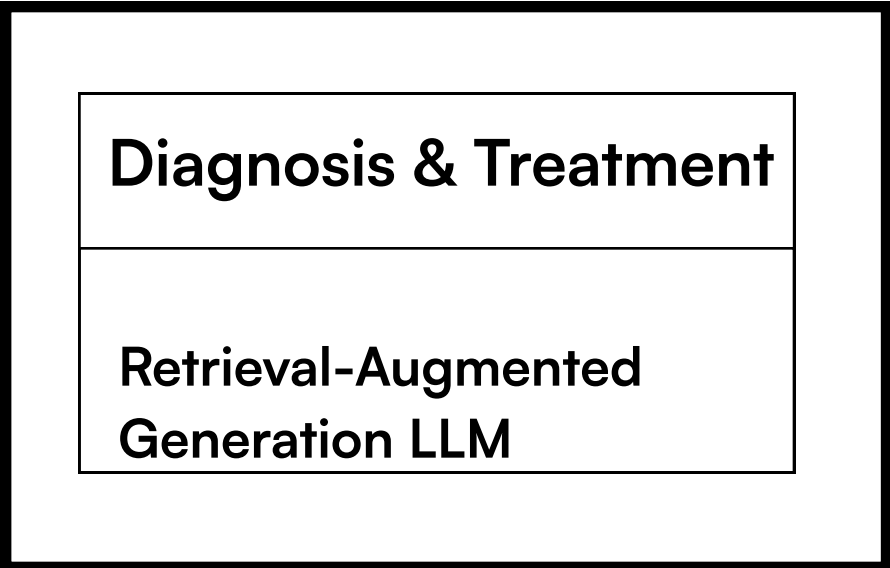 Diagnosis & Treatment
Retrieval-Augmented
Generation LLM